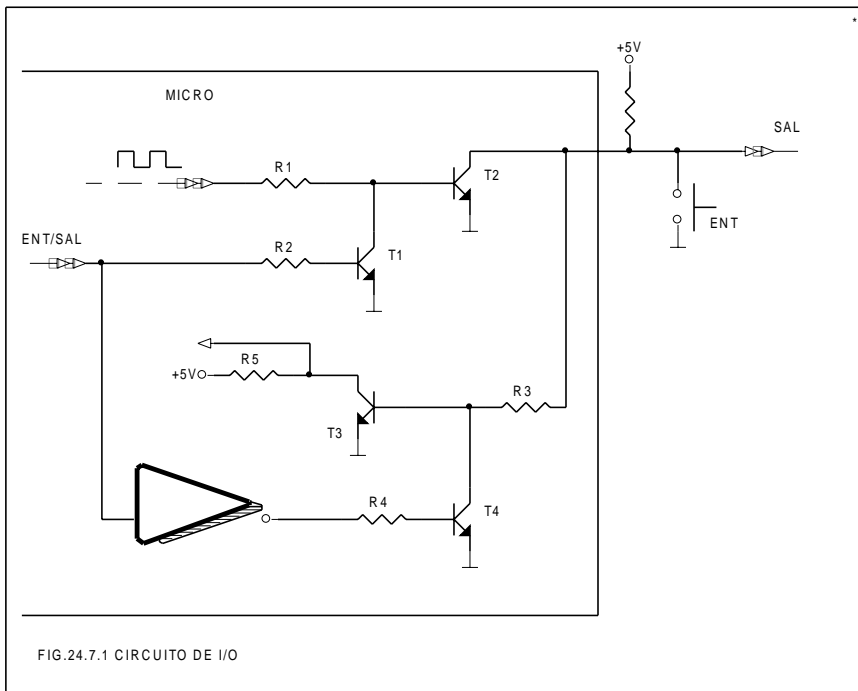 *
+5V
MICRO
SAL
R1
T2
ENT
ENT/SAL
R2
T1
R5
+5V
R3
T3
R4
T4
FIG.24.7.1 CIRCUITO DE I/O